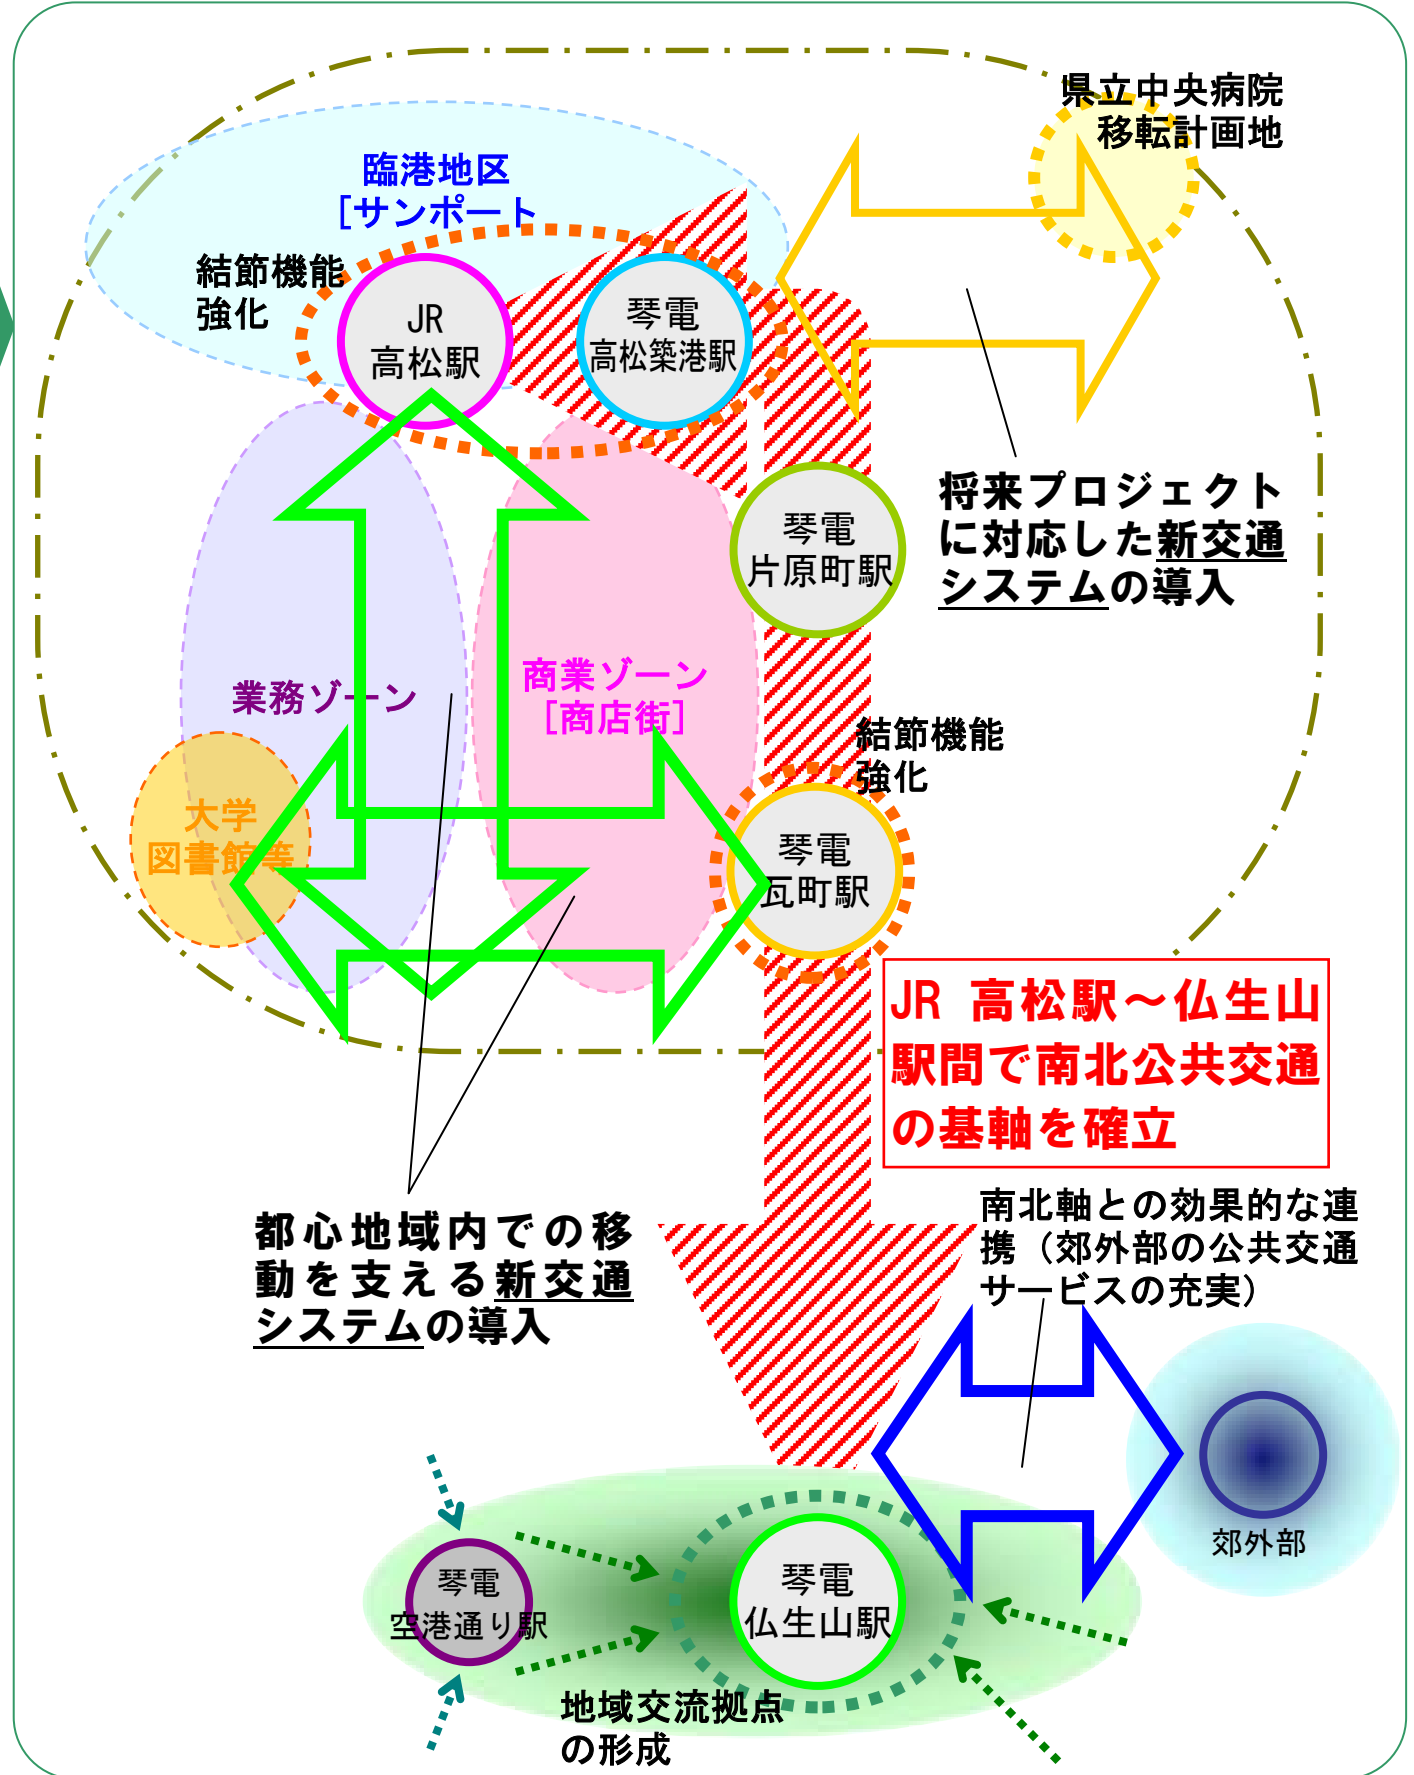 県立中央病院
移転計画地
臨港地区
[サンポート
結節機能
強化
JR
高松駅
琴電
高松築港駅
将来プロジェクト
に対応した新交通
システムの導入
琴電
片原町駅
業務ゾーン
商業ゾーン
[商店街]
結節機能
強化
大学
図書館等
琴電
瓦町駅
JR 高松駅～仏生山
駅間で南北公共交通
の基軸を確立
南北軸との効果的な連
携（郊外部の公共交通
サービスの充実）
都心地域内での移
動を支える新交通
システムの導入
郊外部
琴電
空港通り駅
琴電
仏生山駅
地域交流拠点
の形成